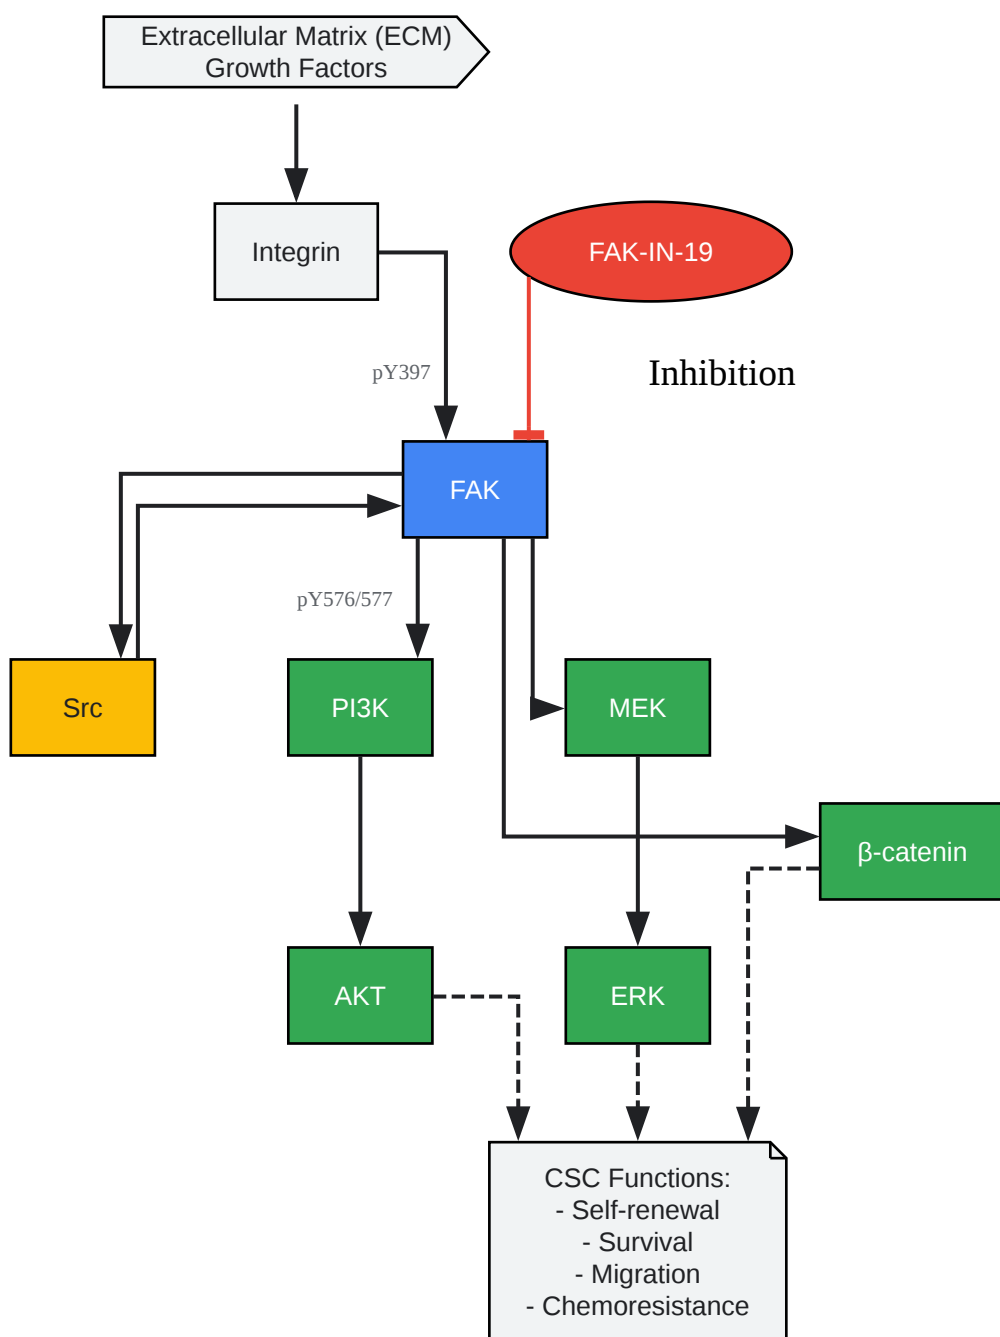 Extracellular Matrix (ECM)
Growth Factors
Integrin
FAK-IN-19
pY397
Inhibition
FAK
pY576/577
Src
PI3K
MEK
β-catenin
AKT
ERK
CSC Functions:
- Self-renewal
- Survival
- Migration
- Chemoresistance